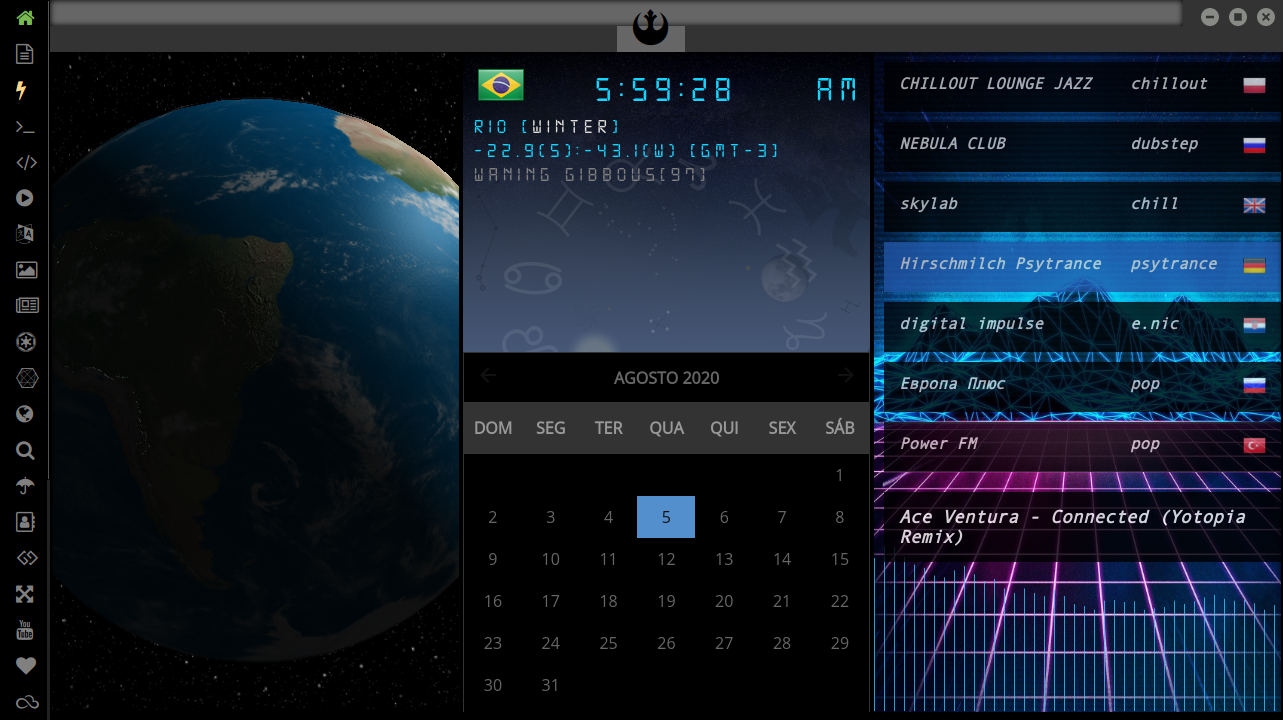 5:59:28 AM
RIO [WINTER]
-22.9(S):-43.1(W) [GMT-3]
WANING GIBBOUS[97]
AGOSTO 2020
DOM SEG TER QUA QUI SEX SÁB
1
2 3 4 5 6 7 8
9 10 11 12 13 14 15
16 17 18 19 20 21 22
23 24 25 26 27 28 29
30 31
CHILLOUT LOUNGE JAZZ chillout
NEBULA CLUB dubstep
skylab chill
Hirschmilch Psytrance psytrance
digital impulse e.nic
Европа Плюс pop
Power FM pop
Ace Ventura - Connected (Yotopia
Remix)
You
Tube